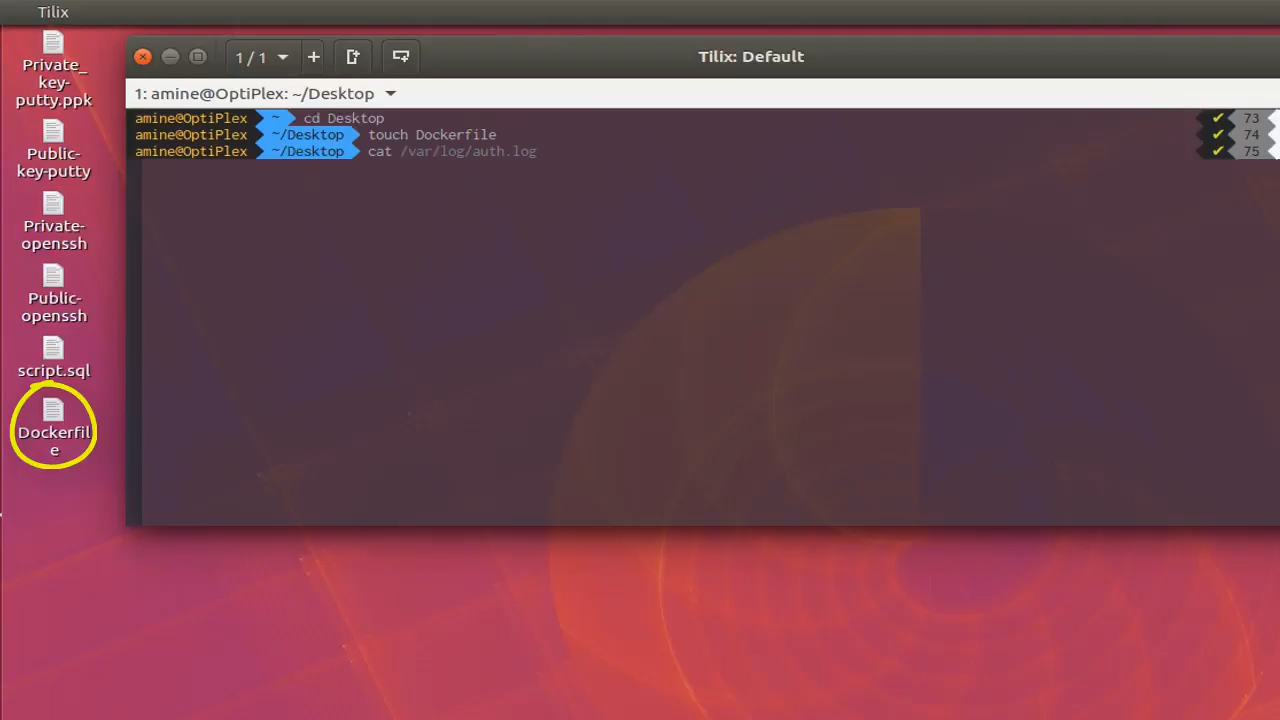 Tilix
Private_
key-
putty.ppk
Public-
key-putty
Private-
openssh
Public-
openssh
script.sql
Dockerfil
e
1 / 1
Tilix: Default
1: amine@OptiPlex: ~/Desktop
amine@OptiPlex ~ cd Desktop ✔ 73
amine@OptiPlex ~/Desktop touch Dockerfile ✔ 74
amine@OptiPlex ~/Desktop cat /var/log/auth.log ✔ 75